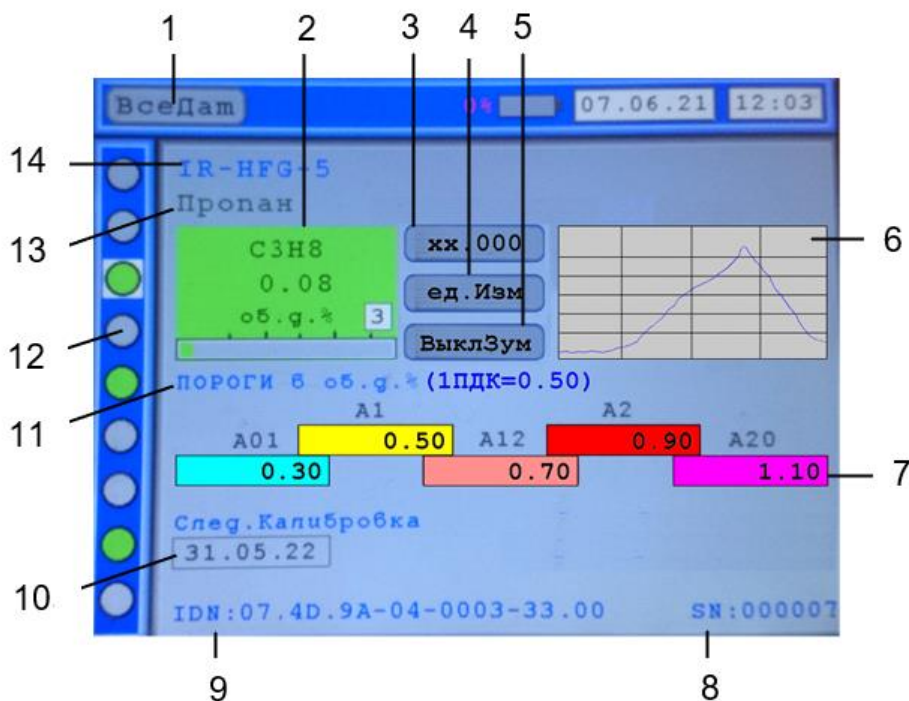 1 2 3 4 5
ВсеДат 0% 07.06.21 12:03
14 IR-HFG-5
13 Пропан
C3H8 xx.000 6
0.08 ед.Изм
об.д.% 3 ВыклЗум
12
11 ПОРОГИ в об.д.% (1ПДК=0.50)
A1 A2
A01 0.50 A12 0.90 A20
0.30 0.70 1.10 7
След.Калибровка
10 31.05.22
IDN:07.4D.9A-04-0003-33.00 SN:000007
9 8